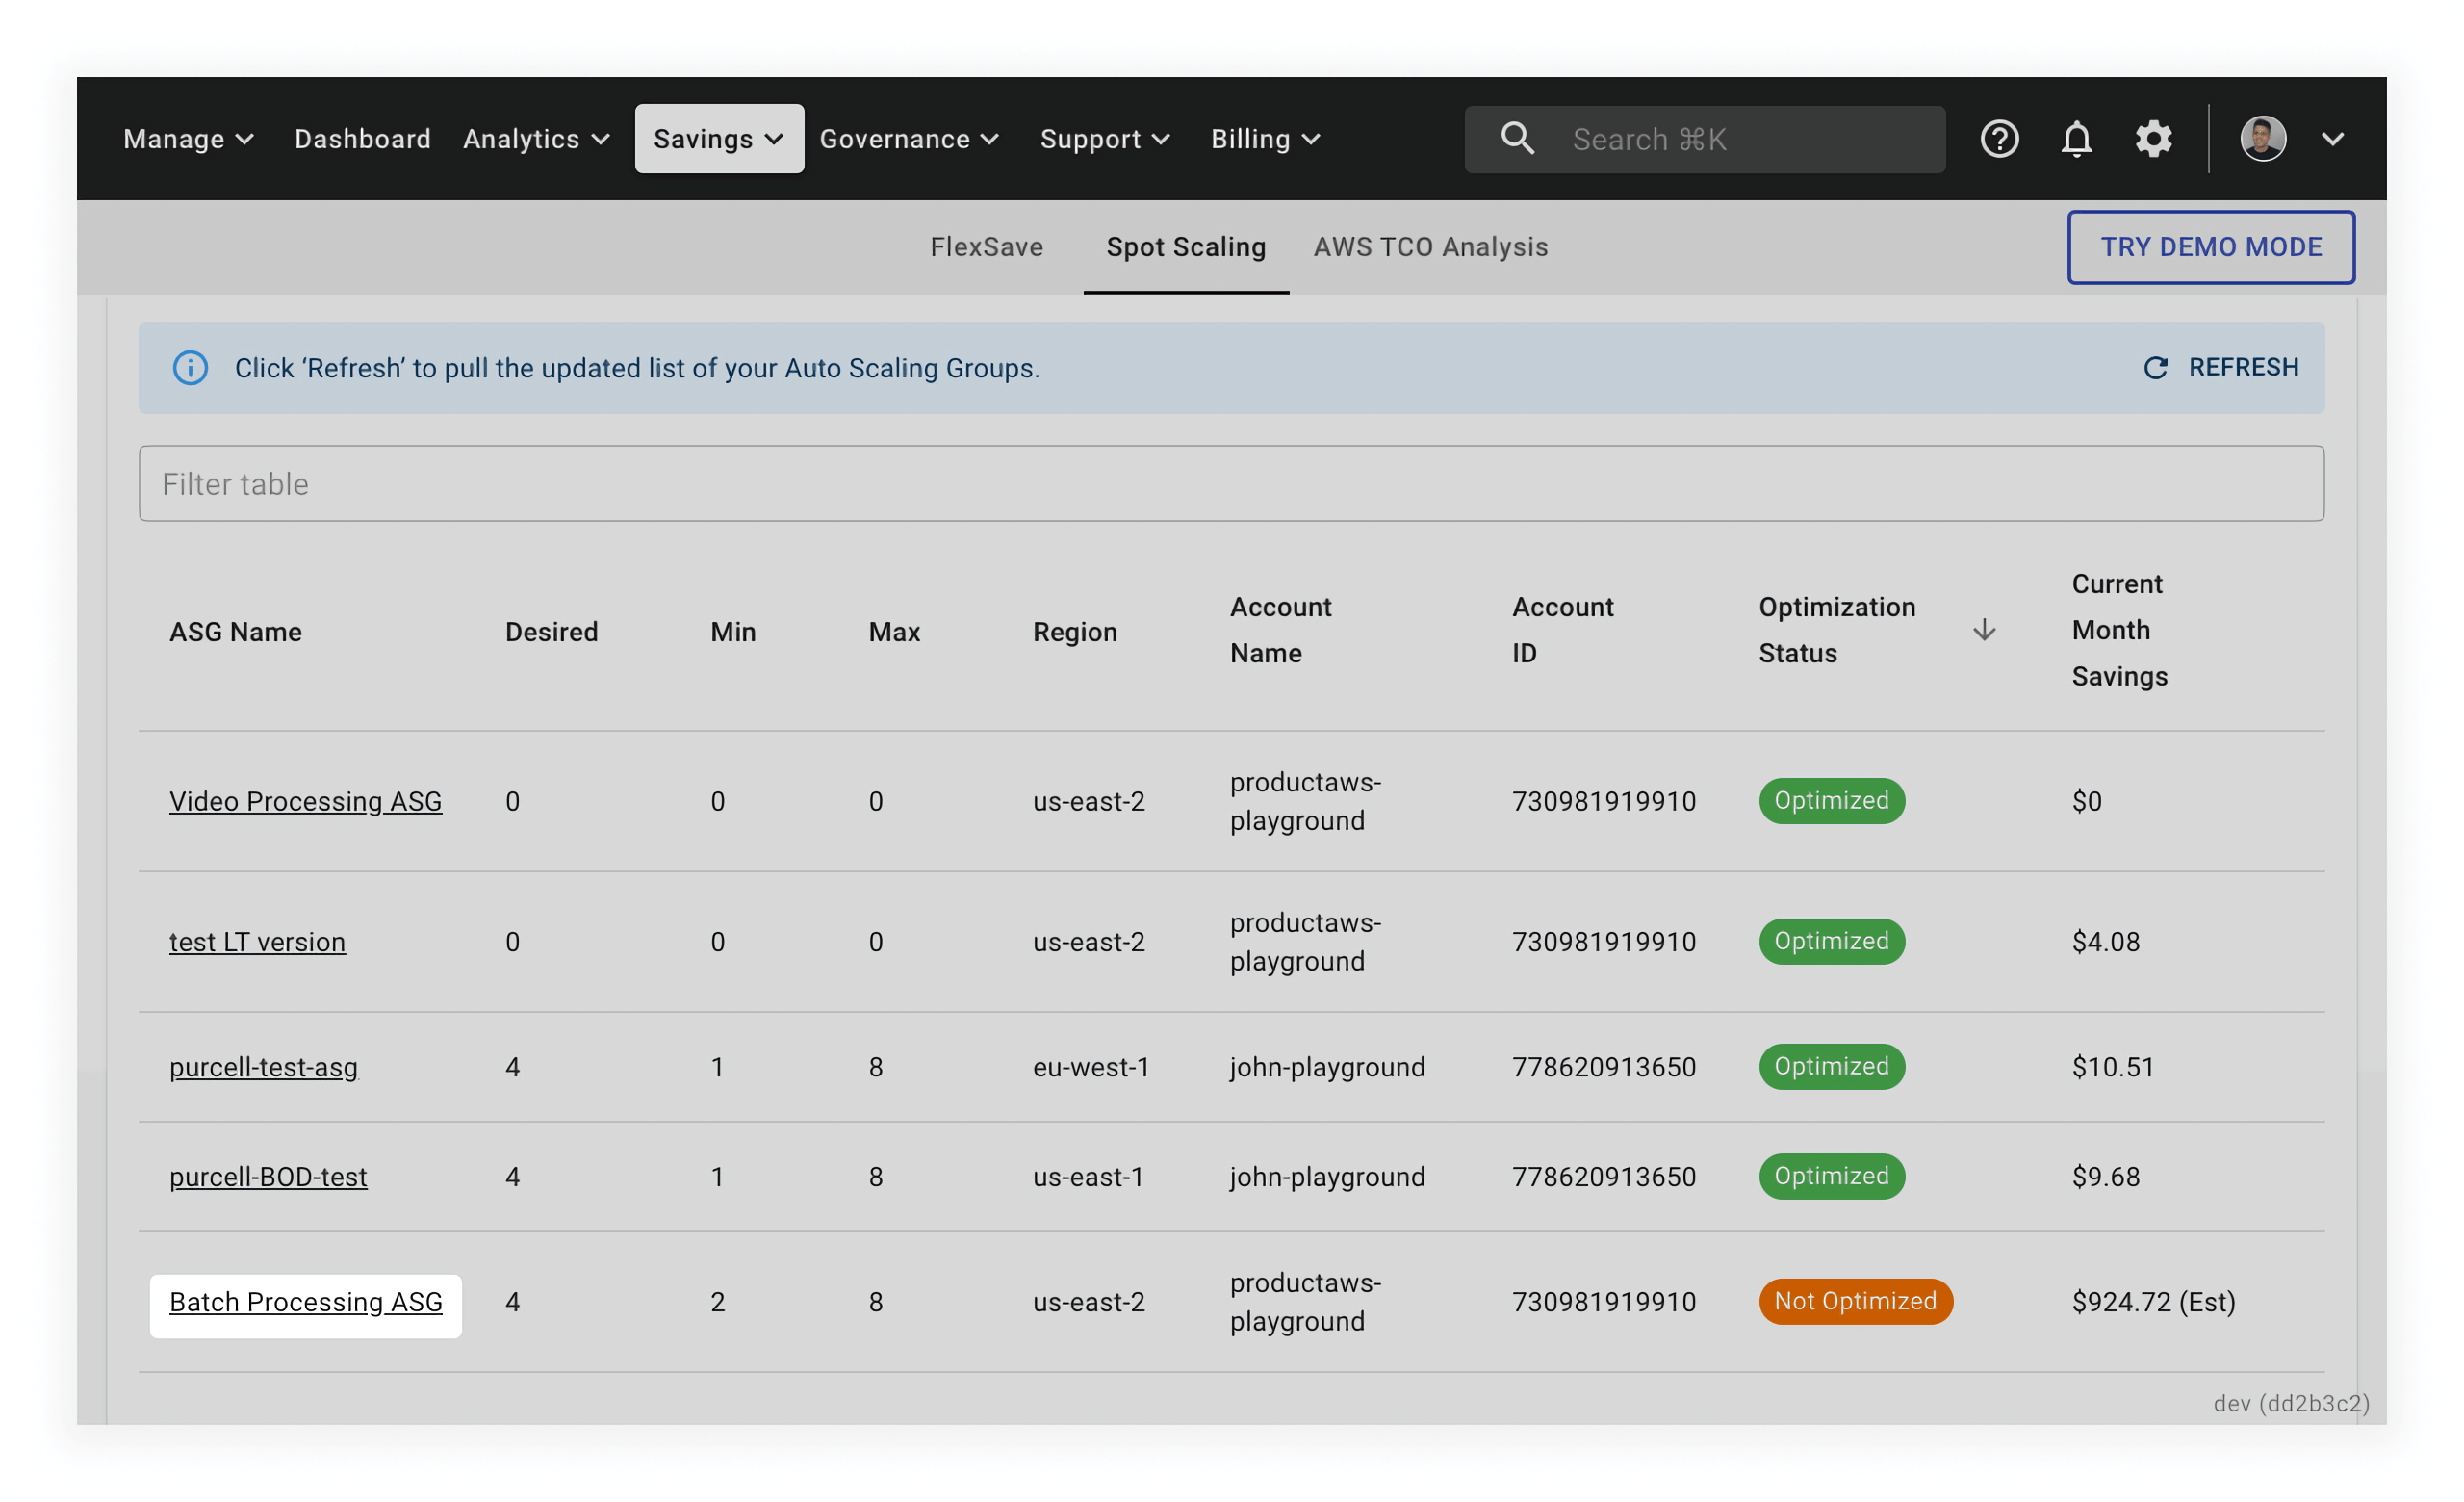 Manage Dashboard Analytics Savings Governance Support Billing Search ⌘K
FlexSave Spot Scaling AWS TCO Analysis TRY DEMO MODE
Click ‘Refresh’ to pull the updated list of your Auto Scaling Groups. REFRESH
Filter table
ASG Name Desired Min Max Region Account Name Account ID Optimization Status Current Month Savings
Video Processing ASG 0 0 0 us-east-2 productaws-playground 730981919910 Optimized $0
test LT version 0 0 0 us-east-2 productaws-playground 730981919910 Optimized $4.08
purcell-test-asg 4 1 8 eu-west-1 john-playground 778620913650 Optimized $10.51
purcell-BOD-test 4 1 8 us-east-1 john-playground 778620913650 Optimized $9.68
Batch Processing ASG 4 2 8 us-east-2 productaws-playground 730981919910 Not Optimized $924.72 (Est)
dev (dd2b3c2)